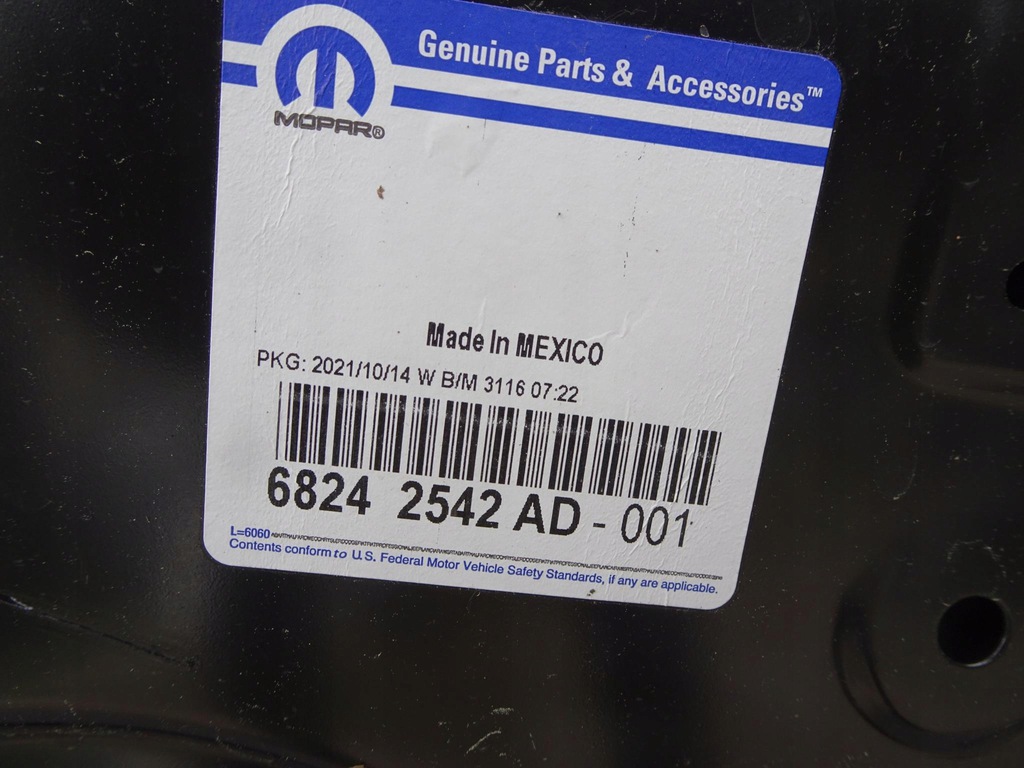 Genuine Parts & Accessories™
MOPAR®
Made In MEXICO
PKG: 2021/10/14 W B/M 3116 07:22
6824 2542 AD - 001
L=6060
Contents conform to U.S. Federal Motor Vehicle Safety Standards, if any are applicable.